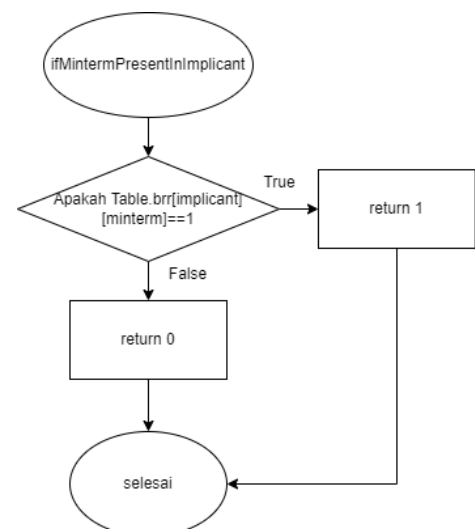 ifMintermPresentInImplicant
Apakah Table.brr[implicant]
[minterm]==1
True
return 1
False
return 0
selesai